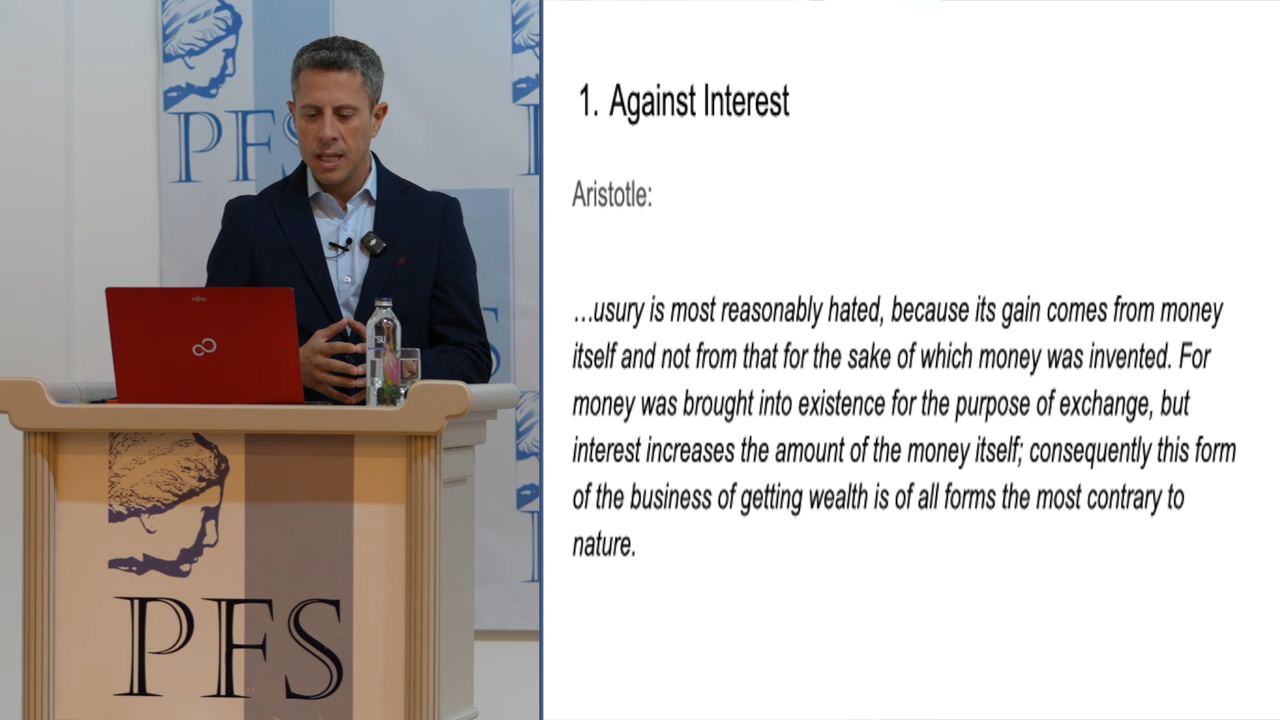 PFS
PFS
1. Against Interest
Aristotle:
...usury is most reasonably hated, because its gain comes from money
itself and not from that for the sake of which money was invented. For
money was brought into existence for the purpose of exchange, but
interest increases the amount of the money itself; consequently this form
of the business of getting wealth is of all forms the most contrary to
nature.